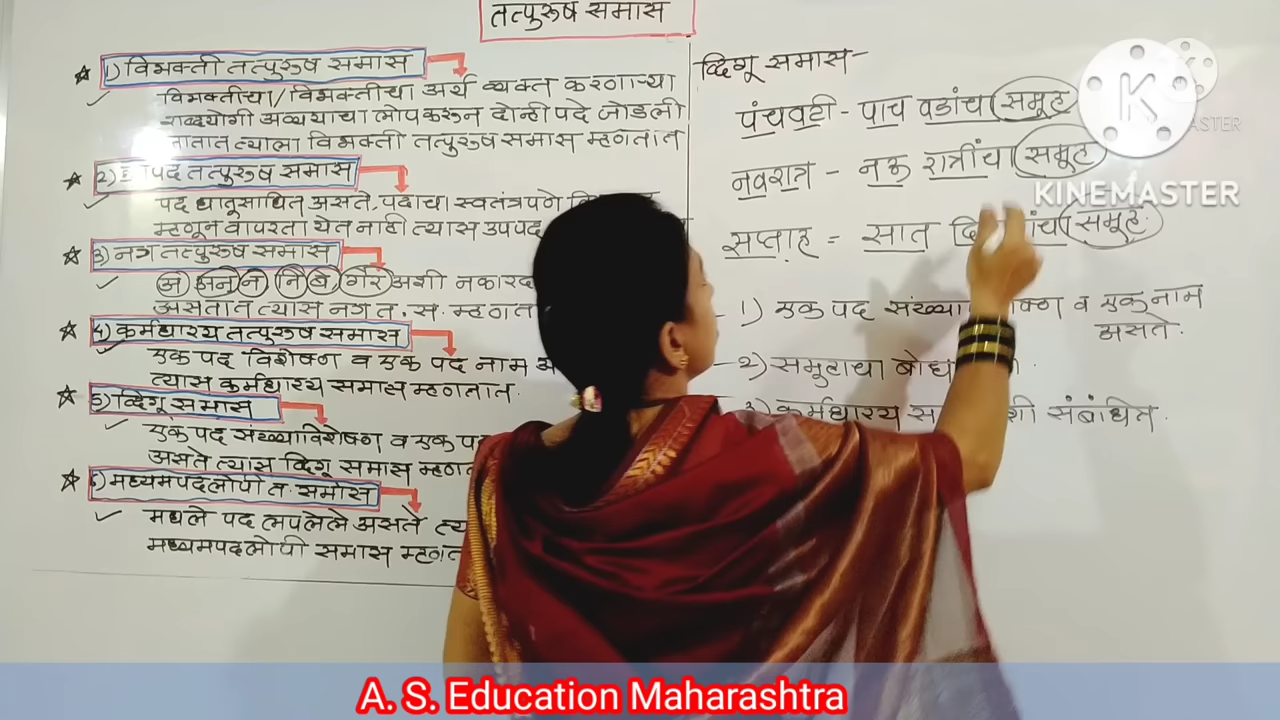 तत्पुरुष समास
1) विभक्ती तत्पुरुष समास
विभक्तीचा/विभक्तीचा अर्थ व्यक्त करणाऱ्या
शब्दयोगी अव्ययाचा लोप करून दोन्ही पदे जोडली
जातात त्याला विभक्ती तत्पुरुष समास म्हणतात
2) पद तत्पुरुष समास
पद धातूसाधित असते, पदाचा स्वतंत्रपणे
म्हणून वापरता येत नाही त्यास उपपद
3) नञ तत्पुरुष समास
अ अन न नि बे गैर अशी नकारद
असतात त्यास नञ त. स. म्हणत
4) कर्मधारय तत्पुरुष समास
एक पद विशेषण व एक पद नाम अ
त्यास कर्मधारय समास म्हणतात.
5) व्दिगू समास
एक पद संख्याविशेषण व एक पद
असते त्यास व्दिगू समास म्हणत
6) मध्यमपदलोपी त. समास
मधले पद लपलेले असते त्य
मध्यमपदलोपी समास म्हणत
व्दिगू समास-
पंचवटी - पाच वडांचा समूह
नवरात्र - नऊ रात्रींचा समूह
सप्ताह = सात दि चा समूह.
1) एक पद संख्या व एक नाम
असते.
2) समुहाचा बोध
3) कर्मधारय स शी संबंधित.
K
KINEMASTER
A. S. Education Maharashtra